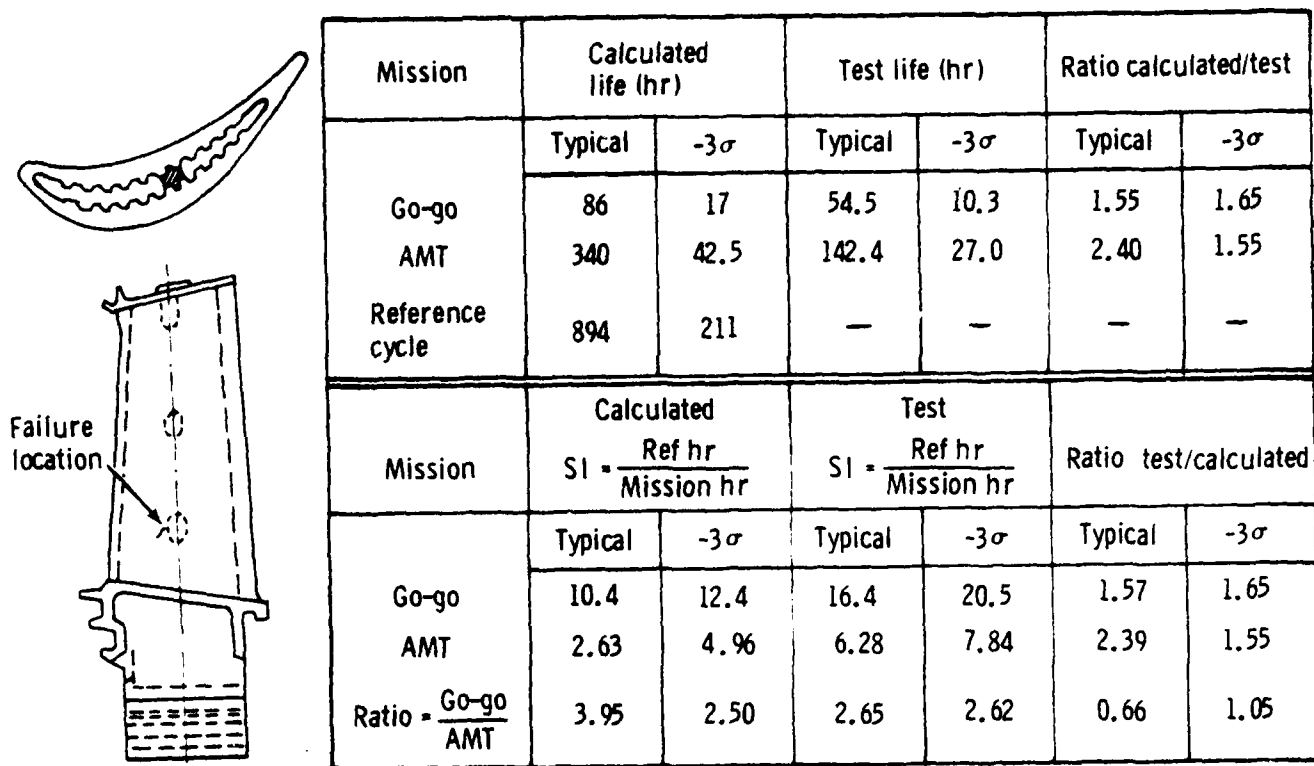 Failure
location
Mission Calculated life (hr) Test life (hr) Ratio calculated/test
Typical -3σ Typical -3σ Typical -3σ
Go-go 86 17 54.5 10.3 1.55 1.65
AMT 340 42.5 142.4 27.0 2.40 1.55
Reference cycle 894 211 — — — —
Mission Calculated SI = Ref hr / Mission hr Test SI = Ref hr / Mission hr Ratio test/calculated
Typical -3σ Typical -3σ Typical -3σ
Go-go 10.4 12.4 16.4 20.5 1.57 1.65
AMT 2.63 4.96 6.28 7.84 2.39 1.55
Ratio = Go-go / AMT 3.95 2.50 2.65 2.62 0.66 1.05